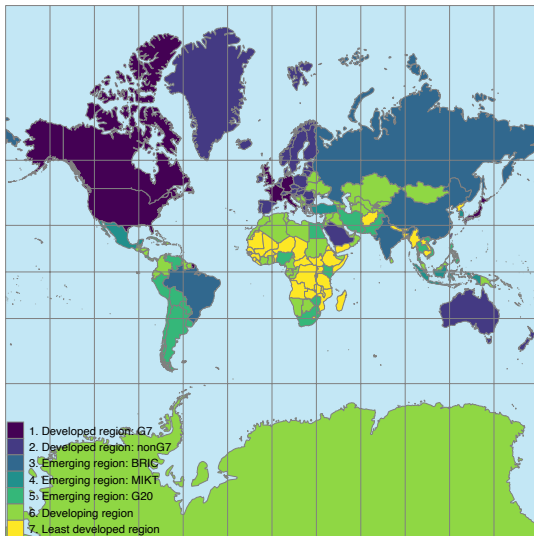 1. Developed region: G7
2. Developed region: nonG7
3. Emerging region: BRIC
4. Emerging region: MIKT
5. Emerging region: G20
6. Developing region
7. Least developed region